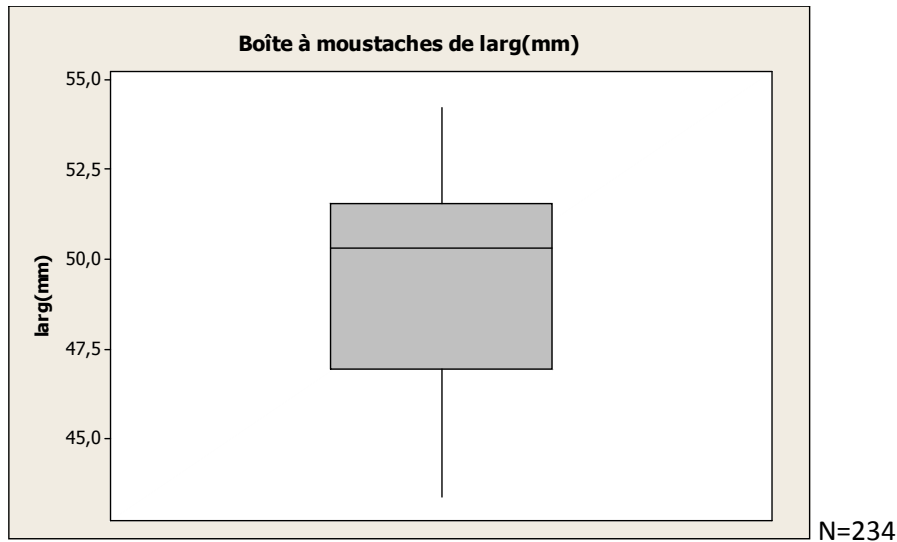 Boîte à moustaches de larg(mm)
55,0
52,5
50,0
47,5
45,0
larg(mm)
N=234